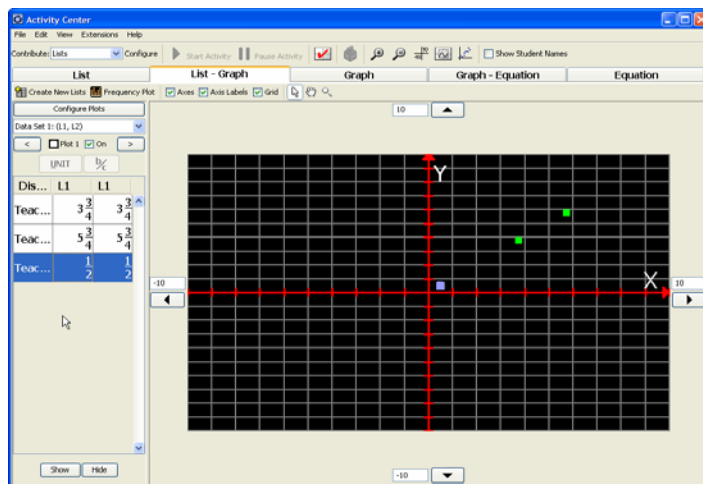 Activity Center
File Edit View Extensions Help
Contribute: Lists Configure Start Activity Pause Activity Show Student Names
List List - Graph Graph Graph - Equation Equation
Create New Lists Frequency Plot Axes Axis Labels Grid
Configure Plots
Data Set 1: (L1, L2)
< Plot 1 On >
UNIT b/c
Dis... L1 L1
Teac... 3 3/4 3 3/4
Teac... 5 3/4 5 3/4
Teac... 1/2 1/2
Show Hide
10
Y
-10
X
10
-10